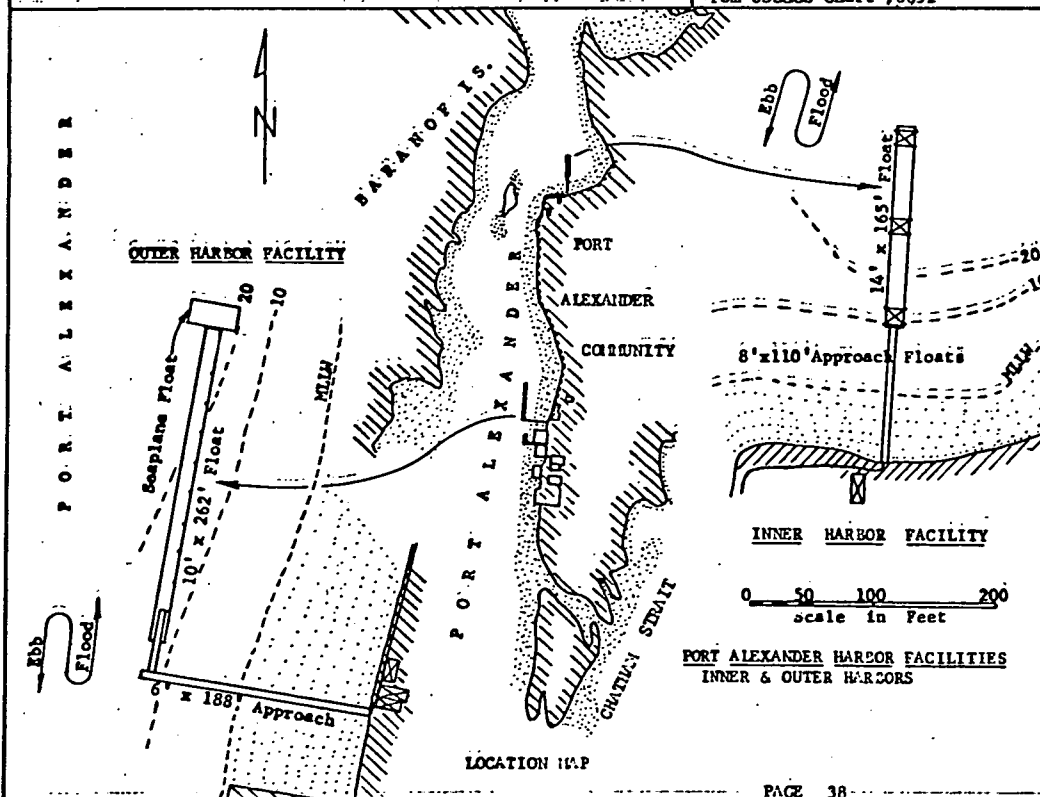 N
BARANOF IS.
PORT ALEXANDER
OUTER HARBOR FACILITY
20
10
MLLW
Seaplane Float
10' x 262' Float
Ebb
Flood
6' x 188' Approach
PORT ALEXANDER
PORT
ALEXANDER
COMMUNITY
CHATHAM STRAIT
LOCATION MAP
Ebb
Flood
14' x 165' Float
20
10
8'x110' Approach Floats
MLLW
INNER HARBOR FACILITY
0 50 100 200
Scale in Feet
PORT ALEXANDER HARBOR FACILITIES
INNER & OUTER HARBORS
PAGE 38